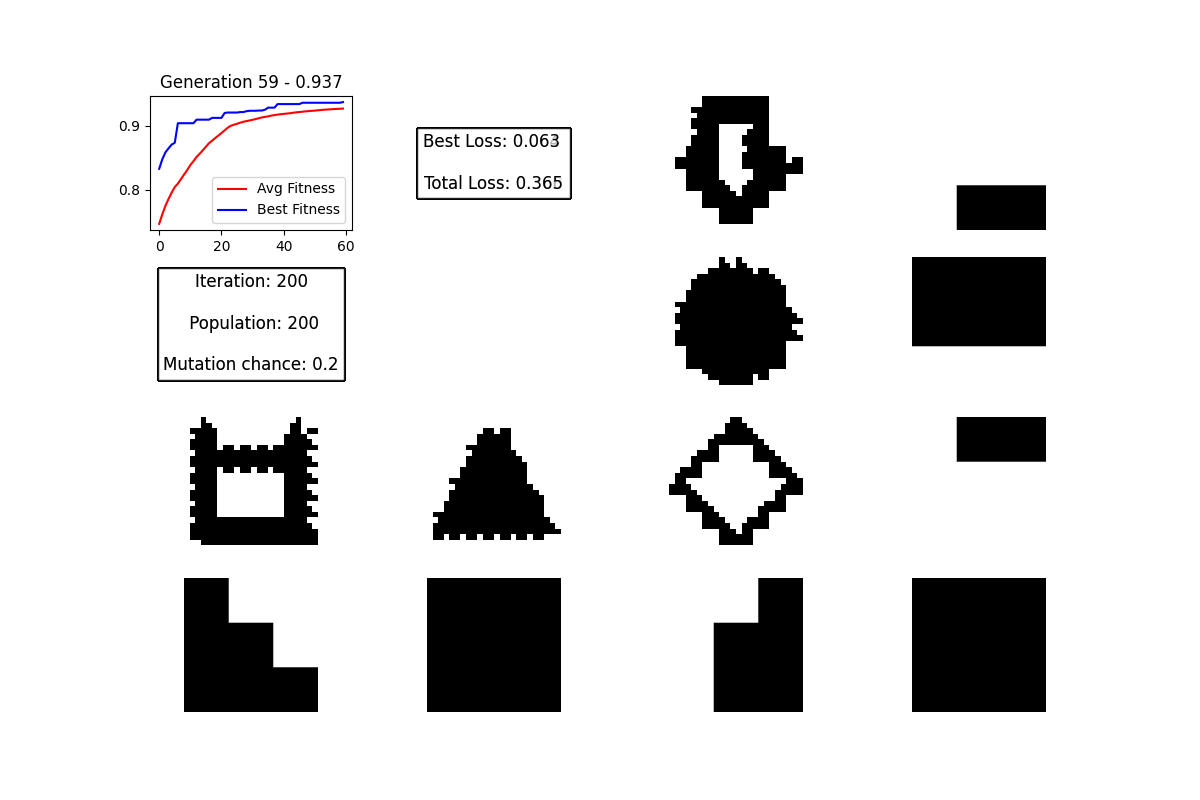 Generation 59 - 0.937
0.9
0.8
Avg Fitness
Best Fitness
0 20 40 60
Best Loss: 0.063
Total Loss: 0.365
Iteration: 200
Population: 200
Mutation chance: 0.2